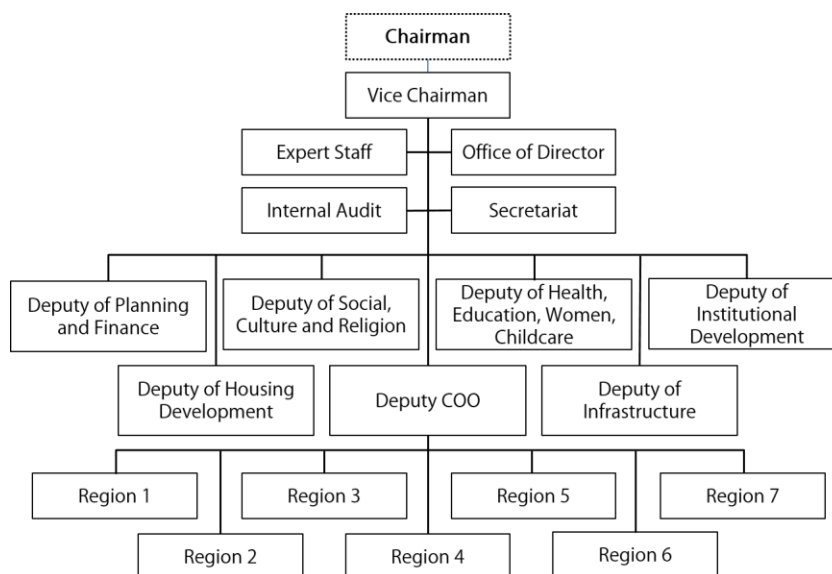 Chairman
Vice Chairman
Expert Staff
Office of Director
Internal Audit
Secretariat
Deputy of Planning
and Finance
Deputy of Social,
Culture and Religion
Deputy of Health,
Education, Women,
Childcare
Deputy of
Institutional
Development
Deputy of Housing
Development
Deputy COO
Deputy of
Infrastructure
Region 1
Region 3
Region 5
Region 7
Region 2
Region 4
Region 6